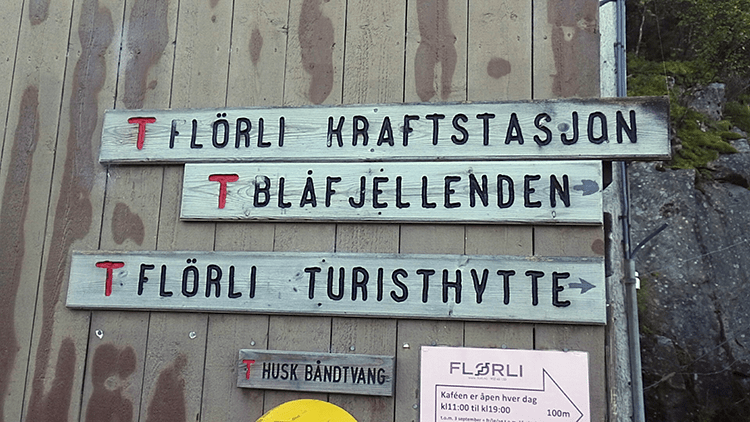 T FLÖRLI KRAFTSTASJON
T BLÅFJELLENDEN
T FLÖRLI TURISTHYTTE
T HUSK BÅNDTVANG
FLØRLI
Kaféen er åpen hver dag
kl11:00 til kl19:00
100m